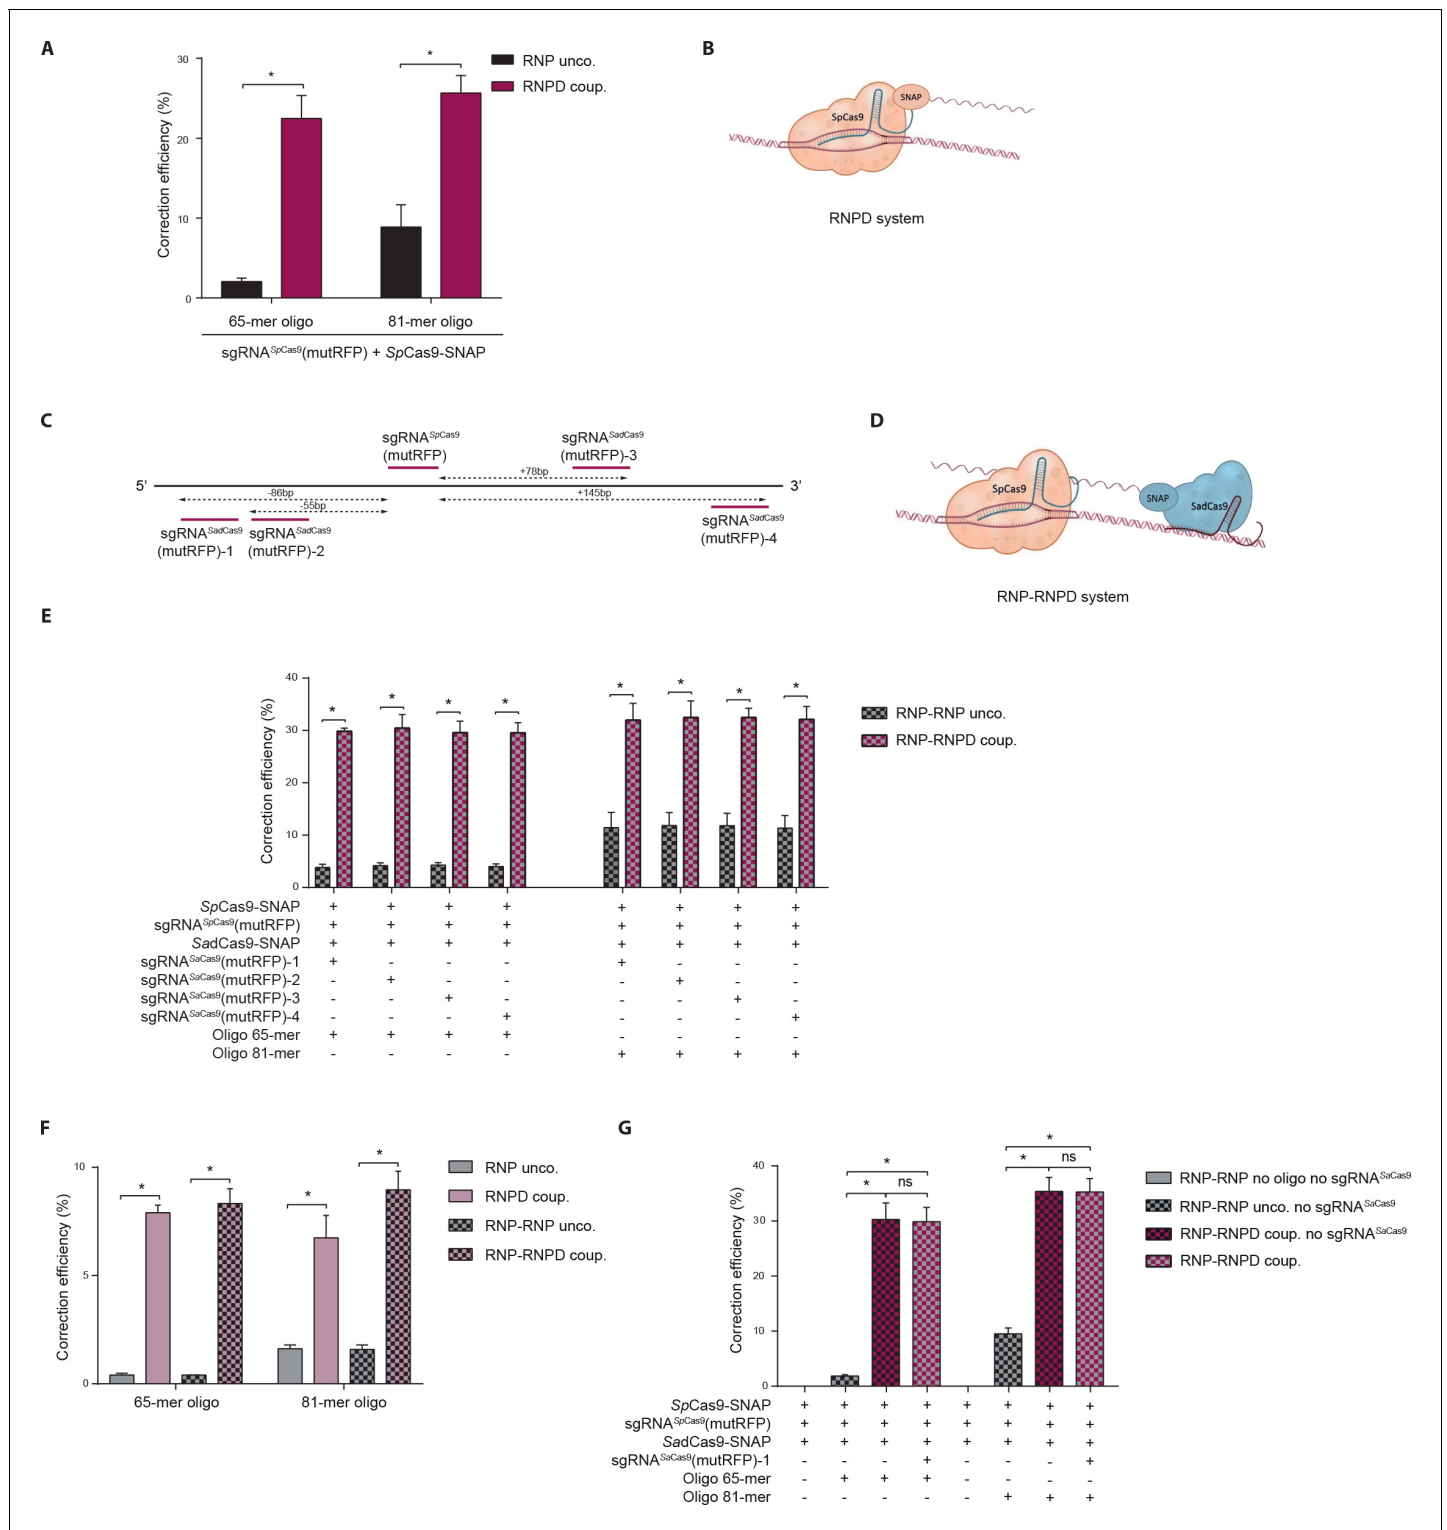 A
30
20
10
0
Correction efficiency (%)
*
*
RNP unco.
RNPD coup.
65-mer oligo
81-mer oligo
sgRNA^SpCas9(mutRFP) + SpCas9-SNAP
B
SpCas9
SNAP
RNPD system
C
sgRNA^SpCas9
(mutRFP)
sgRNA^SadCas9
(mutRFP)-3
+78bp
5'
3'
-86bp
+145bp
-55bp
sgRNA^SadCas9
(mutRFP)-1
sgRNA^SadCas9
(mutRFP)-2
sgRNA^SadCas9
(mutRFP)-4
D
SpCas9
SNAP
SadCas9
RNP-RNPD system
E
40
30
20
10
0
Correction efficiency (%)
* * * * * * * *
RNP-RNP unco.
RNP-RNPD coup.
SpCas9-SNAP + + + + + + + +
sgRNA^SpCas9(mutRFP) + + + + + + + +
SadCas9-SNAP + + + + + + + +
sgRNA^SaCas9(mutRFP)-1 + - - - + - - -
sgRNA^SaCas9(mutRFP)-2 - + - - - + - -
sgRNA^SaCas9(mutRFP)-3 - - + - - - + -
sgRNA^SaCas9(mutRFP)-4 - - - + - - - +
Oligo 65-mer + + + + - - - -
Oligo 81-mer - - - - + + + +
F
10
5
0
Correction efficiency (%)
* * * *
RNP unco.
RNPD coup.
RNP-RNP unco.
RNP-RNPD coup.
65-mer oligo
81-mer oligo
G
40
30
20
10
0
Correction efficiency (%)
*
* ns
*
* ns
RNP-RNP no oligo no sgRNA^SaCas9
RNP-RNP unco. no sgRNA^SaCas9
RNP-RNPD coup. no sgRNA^SaCas9
RNP-RNPD coup.
SpCas9-SNAP + + + + + + + +
sgRNA^SpCas9(mutRFP) + + + + + + + +
SadCas9-SNAP + + + + + + + +
sgRNA^SaCas9(mutRFP)-1 - - - + - - - +
Oligo 65-mer - + + + - - - -
Oligo 81-mer - - - - - + + +